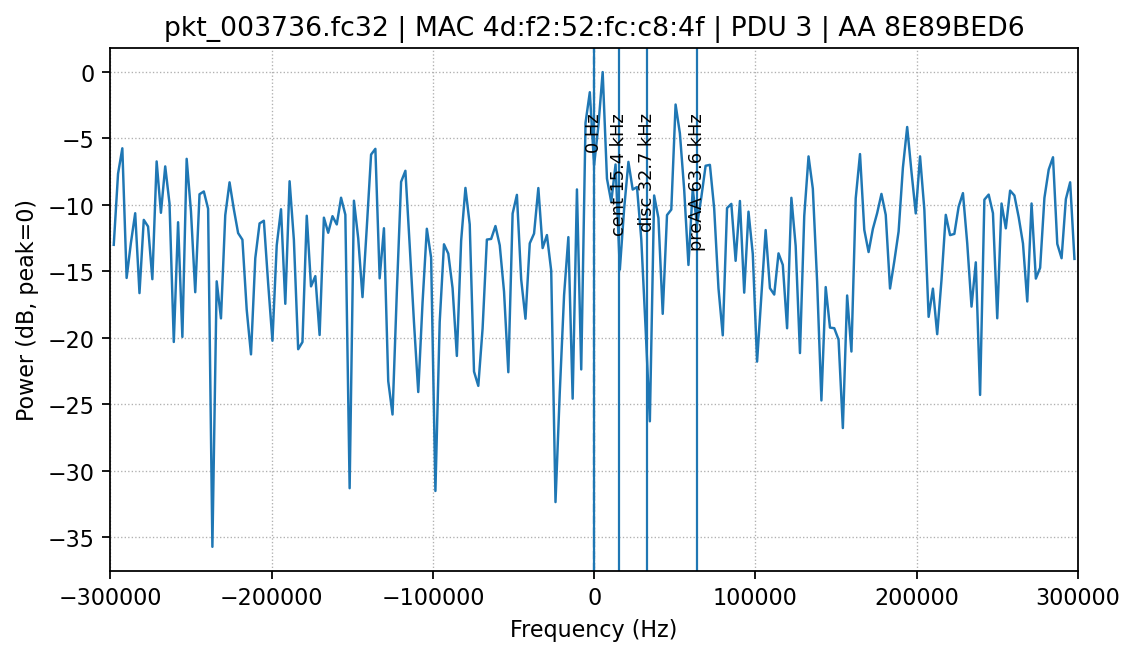 pkt_003736.fc32 | MAC 4d:f2:52:fc:c8:4f | PDU 3 | AA 8E89BED6
Power (dB, peak=0)
0
−5
−10
−15
−20
−25
−30
−35
0 Hz
cent 15.4 kHz
disc 32.7 kHz
preAA 63.6 kHz
−300000
−200000
−100000
0
100000
200000
300000
Frequency (Hz)